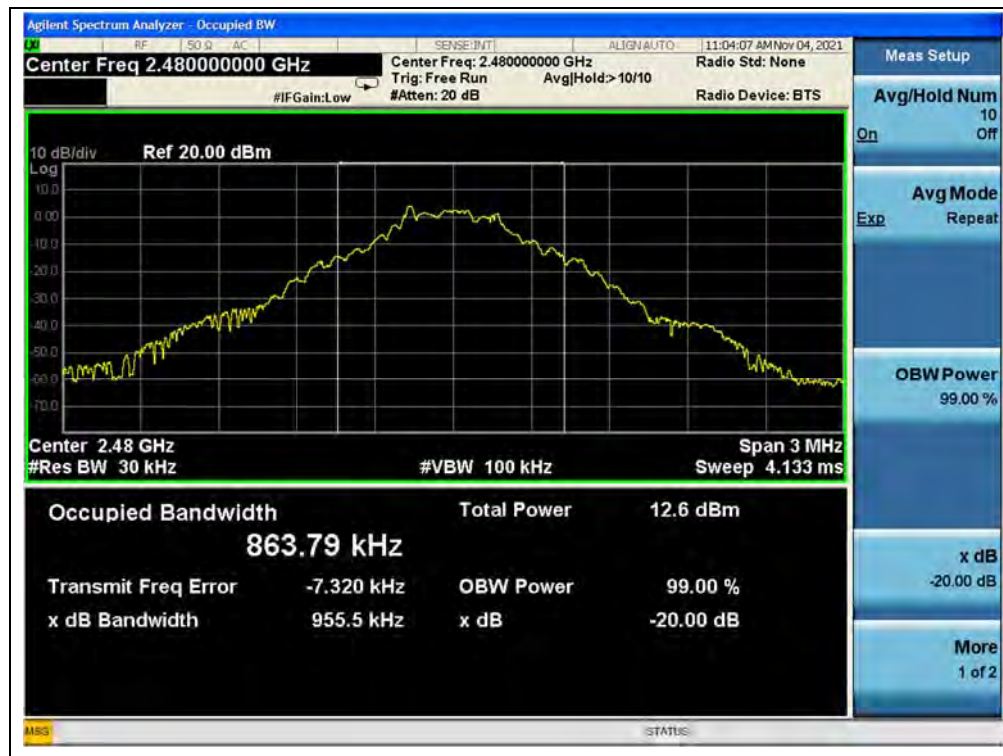 Agilent Spectrum Analyzer - Occupied BW
LXI RF 50 Ω AC SENSE:INT ALIGN AUTO 11:04:07 AM Nov 04, 2021
Center Freq 2.480000000 GHz
Center Freq: 2.480000000 GHz
Radio Std: None
Trig: Free Run Avg|Hold:>10/10
#IFGain:Low
#Atten: 20 dB
Radio Device: BTS
10 dB/div Ref 20.00 dBm
Log
10.0
0.00
-10.0
-20.0
-30.0
-40.0
-50.0
-60.0
-70.0
Center 2.48 GHz Span 3 MHz
#Res BW 30 kHz #VBW 100 kHz Sweep 4.133 ms
Occupied Bandwidth Total Power 12.6 dBm
863.79 kHz
Transmit Freq Error -7.320 kHz OBW Power 99.00 %
x dB Bandwidth 955.5 kHz x dB -20.00 dB
Meas Setup
Avg/Hold Num
10
On Off
Avg Mode
Exp Repeat
OBW Power
99.00 %
x dB
-20.00 dB
More
1 of 2
MSG STATUS